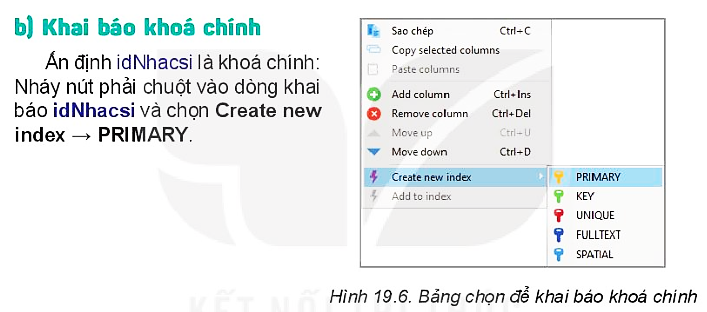 b) Khai báo khoá chính
Ấn định idNhacsi là khoá chính:
Nháy nút phải chuột vào dòng khai
báo idNhacsi và chọn Create new
index → PRIMARY.
Sao chép Ctrl+C
Copy selected columns
Paste columns
Add column Ctrl+Ins
Remove column Ctrl+Del
Move up Ctrl+U
Move down Ctrl+D
Create new index
Add to index
PRIMARY
KEY
UNIQUE
FULLTEXT
SPATIAL
Hình 19.6. Bảng chọn để khai báo khoá chính